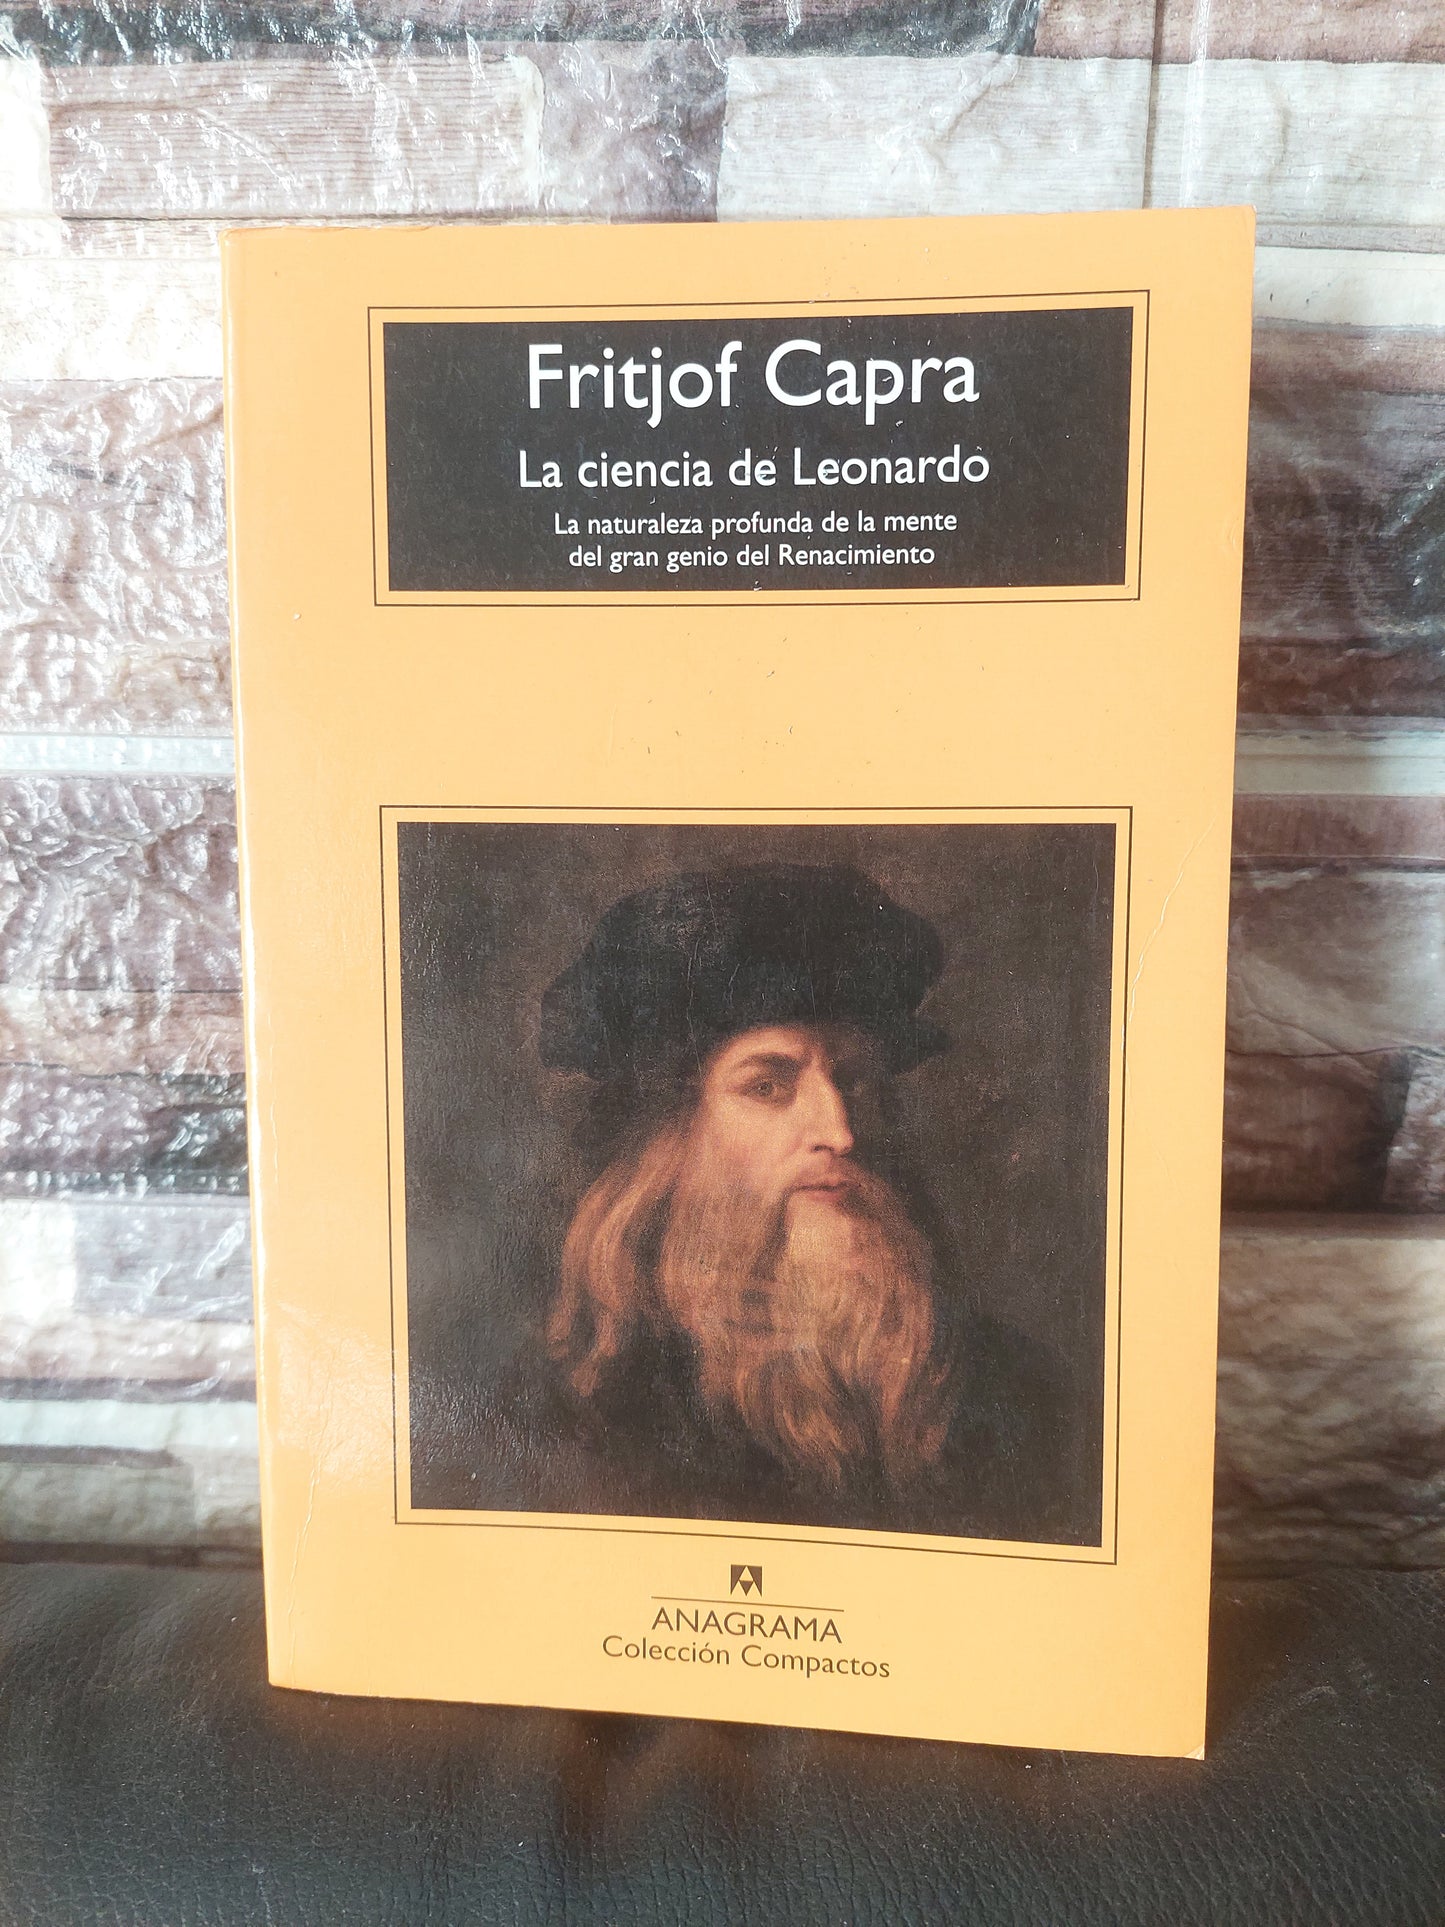 Fritjof Capra
La ciencia de Leonardo
La naturaleza profunda de la mente
del gran genio del Renacimiento
ANAGRAMA
Colección Compactos